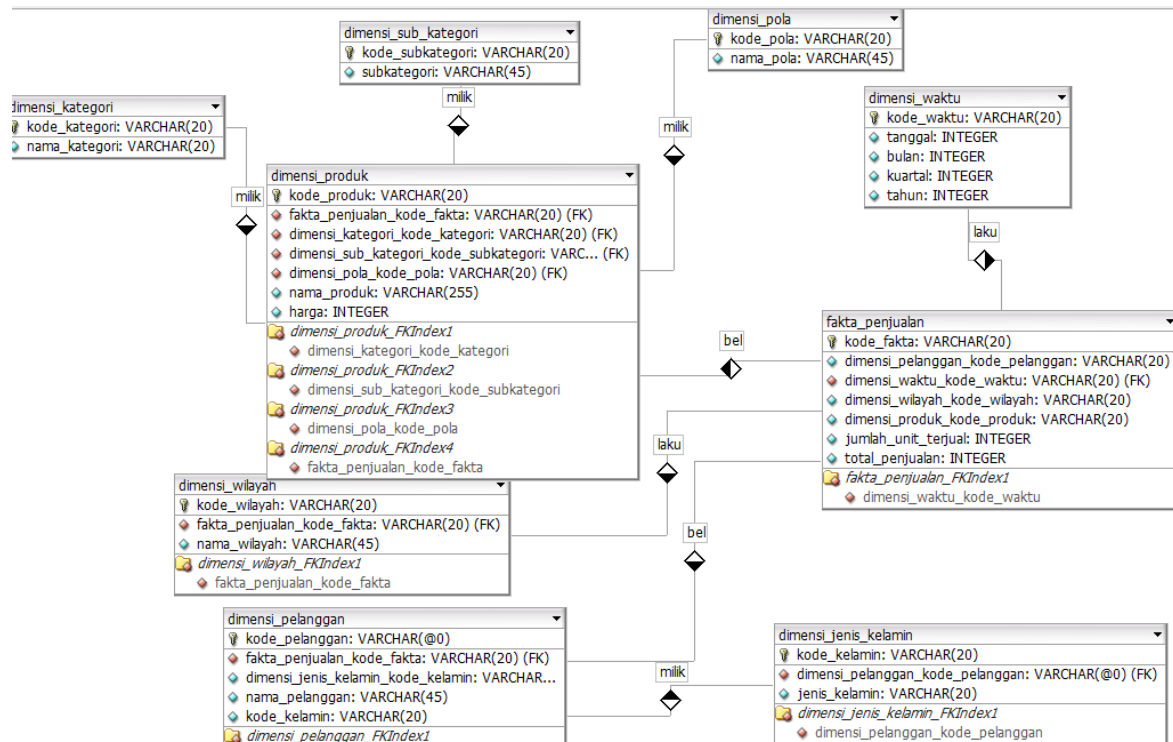 dimensi_sub_kategori
kode_subkategori: VARCHAR(20)
subkategori: VARCHAR(45)
milik
dimensi_pola
kode_pola: VARCHAR(20)
nama_pola: VARCHAR(45)
milik
dimensi_kategori
kode_kategori: VARCHAR(20)
nama_kategori: VARCHAR(20)
milik
dimensi_waktu
kode_waktu: VARCHAR(20)
tanggal: INTEGER
bulan: INTEGER
kuartal: INTEGER
tahun: INTEGER
laku
dimensi_produk
kode_produk: VARCHAR(20)
fakta_penjualan_kode_fakta: VARCHAR(20) (FK)
dimensi_kategori_kode_kategori: VARCHAR(20) (FK)
dimensi_sub_kategori_kode_subkategori: VARC... (FK)
dimensi_pola_kode_pola: VARCHAR(20) (FK)
nama_produk: VARCHAR(255)
harga: INTEGER
dimensi_produk_FKIndex1
dimensi_kategori_kode_kategori
dimensi_produk_FKIndex2
dimensi_sub_kategori_kode_subkategori
dimensi_produk_FKIndex3
dimensi_pola_kode_pola
dimensi_produk_FKIndex4
fakta_penjualan_kode_fakta
bel
fakta_penjualan
kode_fakta: VARCHAR(20)
dimensi_pelanggan_kode_pelanggan: VARCHAR(20)
dimensi_waktu_kode_waktu: VARCHAR(20) (FK)
dimensi_wilayah_kode_wilayah: VARCHAR(20)
dimensi_produk_kode_produk: VARCHAR(20)
jumlah_unit_terjual: INTEGER
total_penjualan: INTEGER
fakta_penjualan_FKIndex1
dimensi_waktu_kode_waktu
laku
dimensi_wilayah
kode_wilayah: VARCHAR(20)
fakta_penjualan_kode_fakta: VARCHAR(20) (FK)
nama_wilayah: VARCHAR(45)
dimensi_wilayah_FKIndex1
fakta_penjualan_kode_fakta
bel
dimensi_pelanggan
kode_pelanggan: VARCHAR(@0)
fakta_penjualan_kode_fakta: VARCHAR(20) (FK)
dimensi_jenis_kelamin_kode_kelamin: VARCHAR...
nama_pelanggan: VARCHAR(45)
kode_kelamin: VARCHAR(20)
dimensi_pelanggan_FKIndex1
milik
dimensi_jenis_kelamin
kode_kelamin: VARCHAR(20)
dimensi_pelanggan_kode_pelanggan: VARCHAR(@0) (FK)
jenis_kelamin: VARCHAR(20)
dimensi_jenis_kelamin_FKIndex1
dimensi_pelanggan_kode_pelanggan